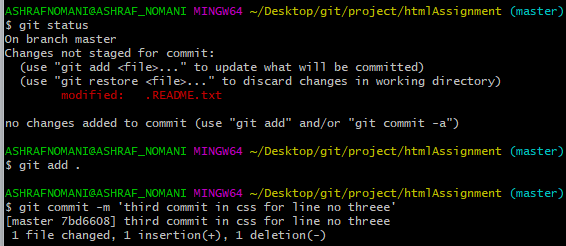 ASHRAFNOMANI@ASHRAF_NOMANI MINGW64 ~/Desktop/git/project/htmlAssignment (master)
$ git status
On branch master
Changes not staged for commit:
  (use "git add <file>..." to update what will be committed)
  (use "git restore <file>..." to discard changes in working directory)
        modified:   .README.txt

no changes added to commit (use "git add" and/or "git commit -a")

ASHRAFNOMANI@ASHRAF_NOMANI MINGW64 ~/Desktop/git/project/htmlAssignment (master)
$ git add .

ASHRAFNOMANI@ASHRAF_NOMANI MINGW64 ~/Desktop/git/project/htmlAssignment (master)
$ git commit -m 'third commit in css for line no threee'
[master 7bd6608] third commit in css for line no threee
 1 file changed, 1 insertion(+), 1 deletion(-)